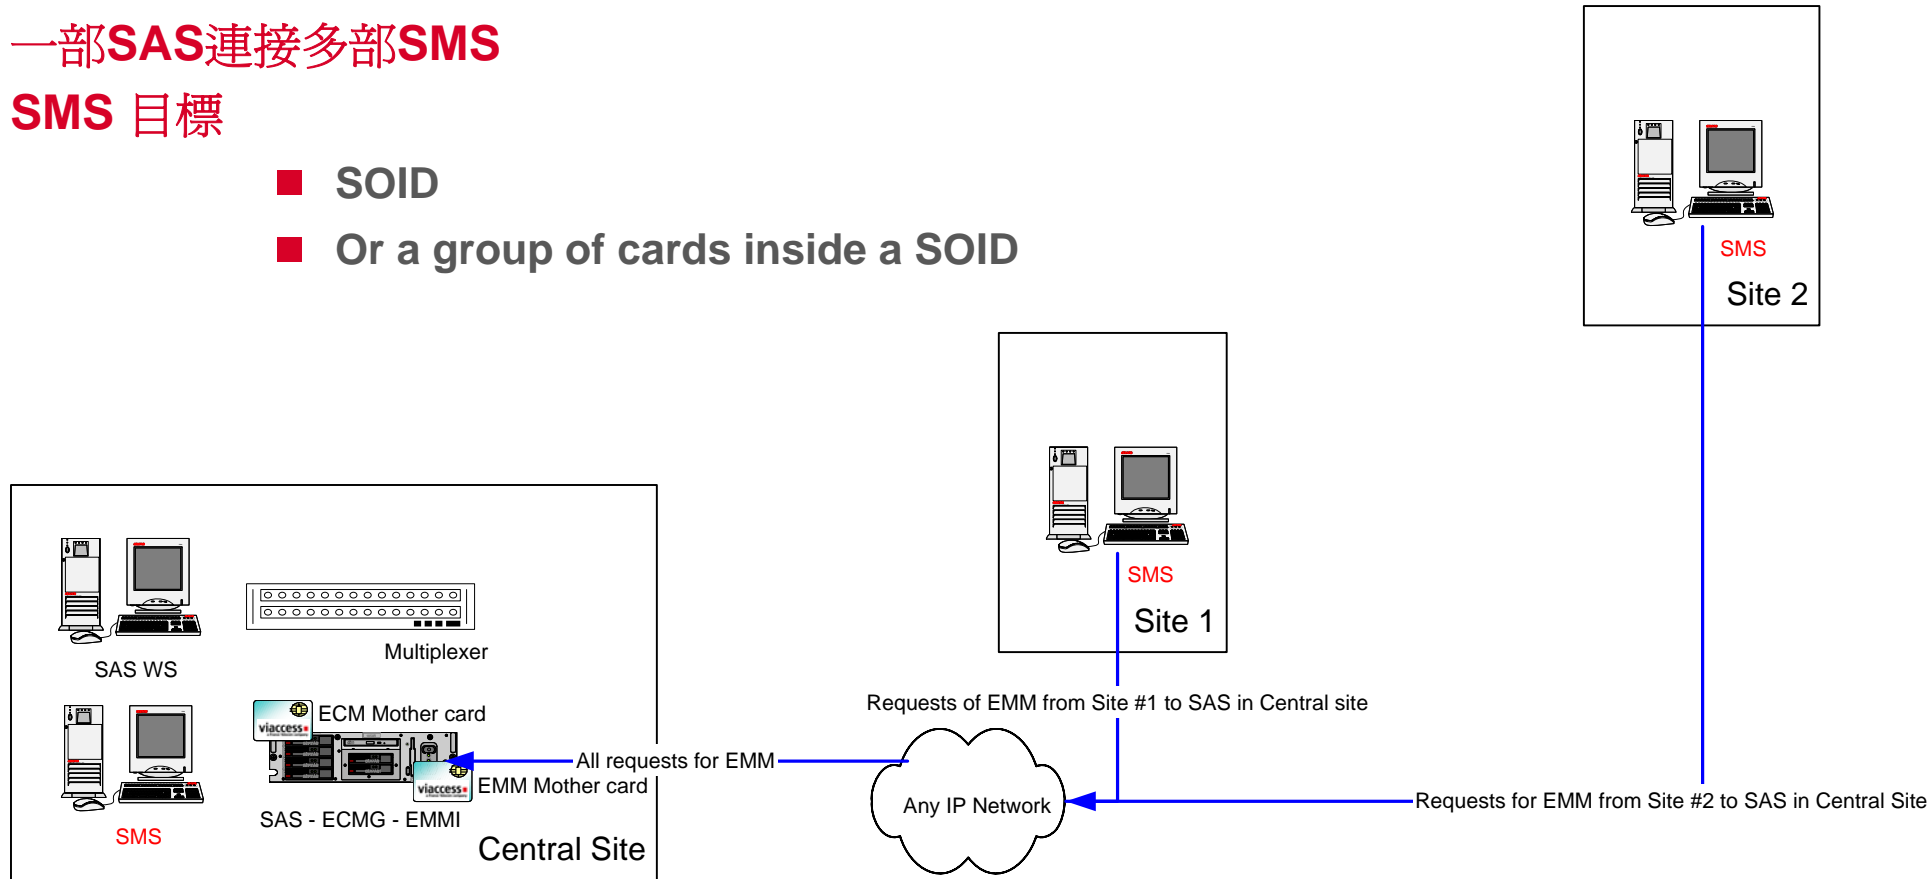 一部SAS連接多部SMS
SMS 目標
SOID
Or a group of cards inside a SOID
SMS
Site 2
SMS
Site 1
SAS WS
Multiplexer
Requests of EMM from Site #1 to SAS in Central site
viaccess
ECM Mother card
All requests for EMM
viaccess
EMM Mother card
Any IP Network
Requests for EMM from Site #2 to SAS in Central Site
SMS
SAS - ECMG - EMMI
Central Site